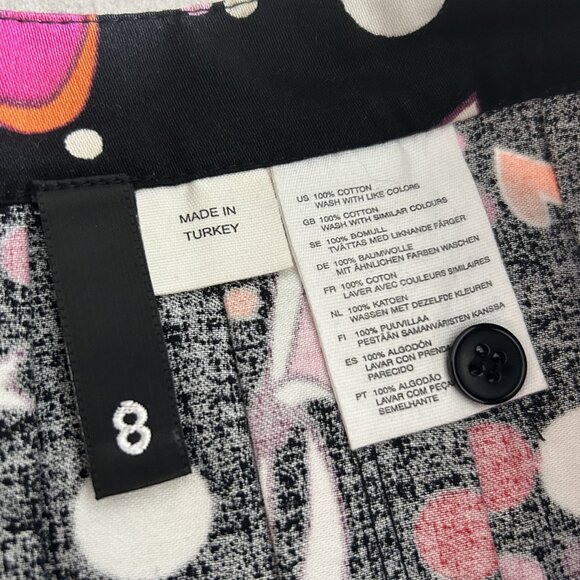 8
MADE IN
TURKEY
US 100% COTTON
WASH WITH LIKE COLORS
GB 100% COTTON
WASH WITH SIMILAR COLOURS
SE 100% BOMULL
TVÄTTAS MED LIKNANDE FÄRGER
DE 100% BAUMWOLLE
MIT ÄHNLICHEN FARBEN WASCHEN
FR 100% COTON
LAVER AVEC COULEURS SIMILAIRES
NL 100% KATOEN
WASSEN MET DEZELFDE KLEUREN
FI 100% PUUVILLAA
PESTÄÄN SAMANVÄRISTEN KANSSA
ES 100% ALGODÓN
LAVAR CON
PARECIDO
PT 100% ALGODÃO
LAVAR COM
SEMELHANTE